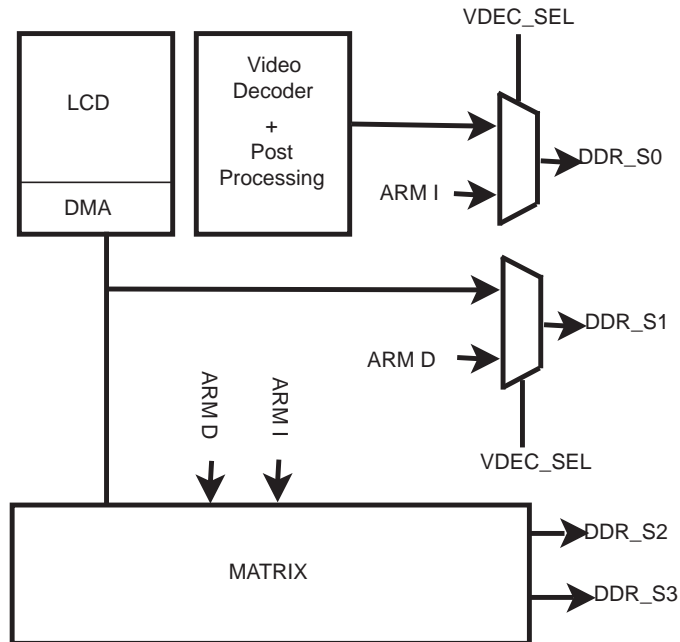 VDEC_SEL
LCD
DMA
Video
Decoder
+
Post
Processing
DDR_S0
ARM I
DDR_S1
ARM D
ARM D
ARM I
VDEC_SEL
MATRIX
DDR_S2
DDR_S3